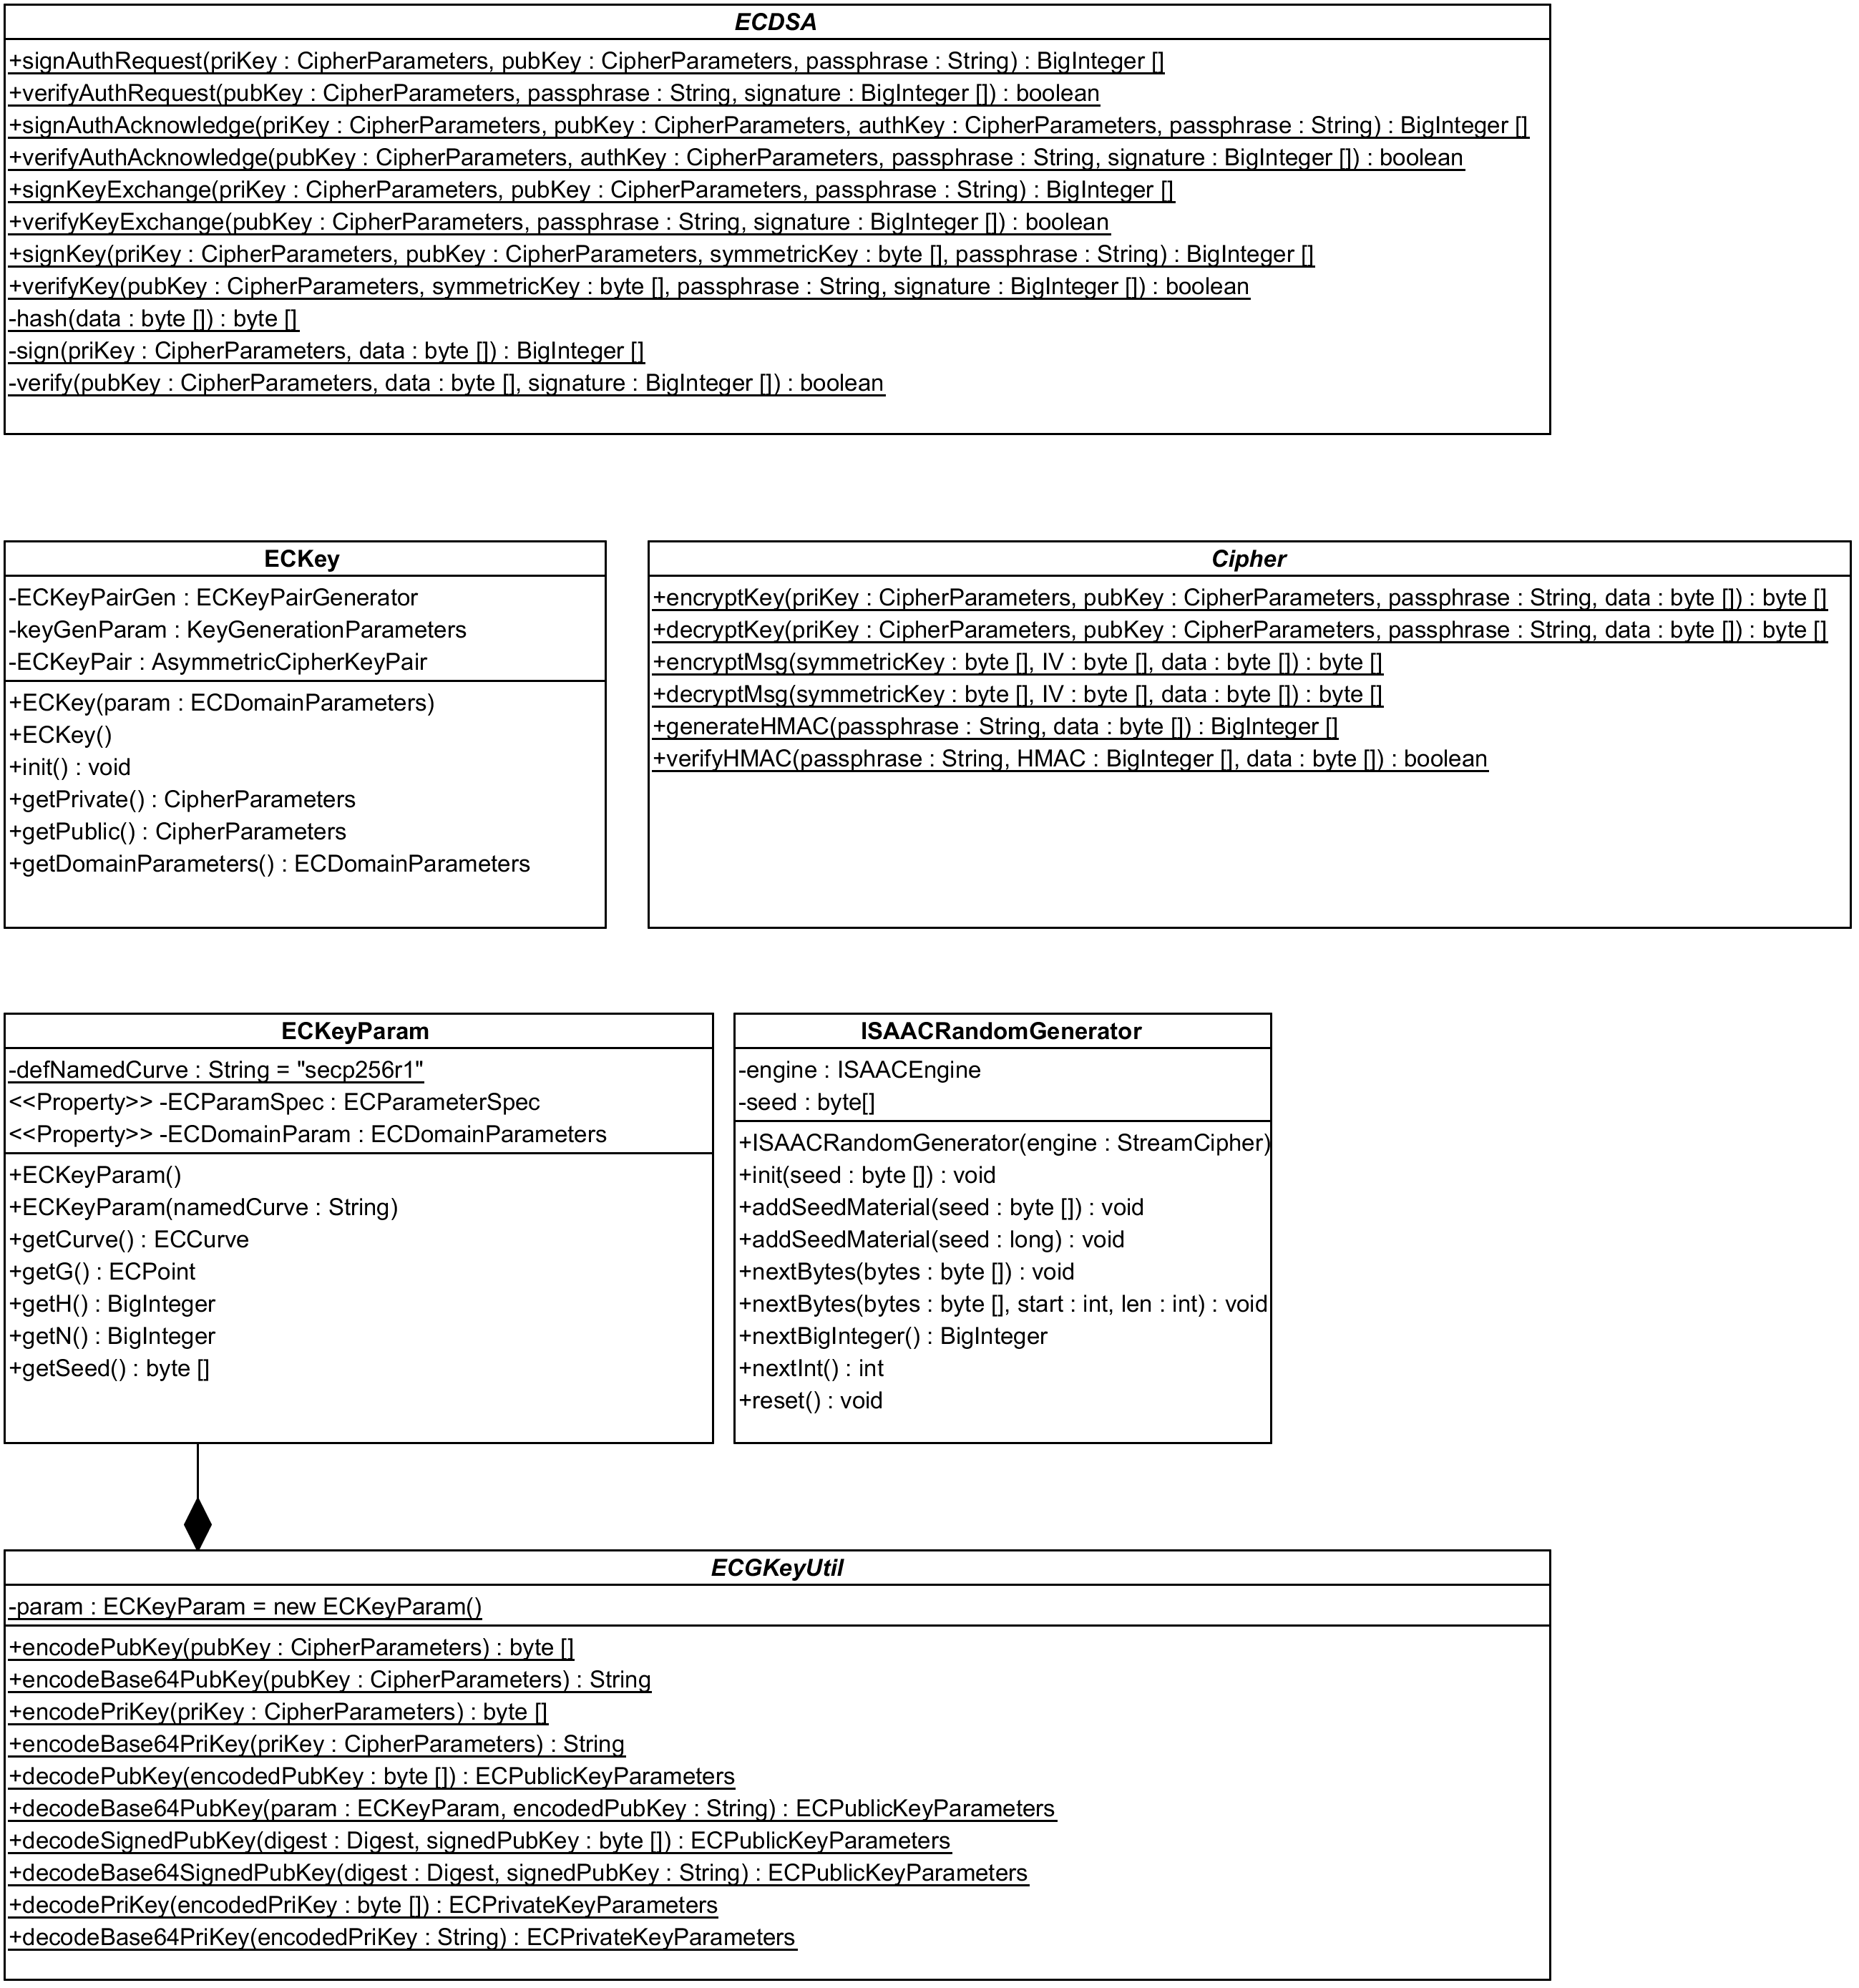 ECDSA
+signAuthRequest(priKey : CipherParameters, pubKey : CipherParameters, passphrase : String) : BigInteger []
+verifyAuthRequest(pubKey : CipherParameters, passphrase : String, signature : BigInteger []) : boolean
+signAuthAcknowledge(priKey : CipherParameters, pubKey : CipherParameters, authKey : CipherParameters, passphrase : String) : BigInteger []
+verifyAuthAcknowledge(pubKey : CipherParameters, authKey : CipherParameters, passphrase : String, signature : BigInteger []) : boolean
+signKeyExchange(priKey : CipherParameters, pubKey : CipherParameters, passphrase : String) : BigInteger []
+verifyKeyExchange(pubKey : CipherParameters, passphrase : String, signature : BigInteger []) : boolean
+signKey(priKey : CipherParameters, pubKey : CipherParameters, symmetricKey : byte [], passphrase : String) : BigInteger []
+verifyKey(pubKey : CipherParameters, symmetricKey : byte [], passphrase : String, signature : BigInteger []) : boolean
-hash(data : byte []) : byte []
-sign(priKey : CipherParameters, data : byte []) : BigInteger []
-verify(pubKey : CipherParameters, data : byte [], signature : BigInteger []) : boolean
ECKey
-ECKeyPairGen : ECKeyPairGenerator
-keyGenParam : KeyGenerationParameters
-ECKeyPair : AsymmetricCipherKeyPair
+ECKey(param : ECDomainParameters)
+ECKey()
+init() : void
+getPrivate() : CipherParameters
+getPublic() : CipherParameters
+getDomainParameters() : ECDomainParameters
Cipher
+encryptKey(priKey : CipherParameters, pubKey : CipherParameters, passphrase : String, data : byte []) : byte []
+decryptKey(priKey : CipherParameters, pubKey : CipherParameters, passphrase : String, data : byte []) : byte []
+encryptMsg(symmetricKey : byte [], IV : byte [], data : byte []) : byte []
+decryptMsg(symmetricKey : byte [], IV : byte [], data : byte []) : byte []
+generateHMAC(passphrase : String, data : byte []) : BigInteger []
+verifyHMAC(passphrase : String, HMAC : BigInteger [], data : byte []) : boolean
ECKeyParam
-defNamedCurve : String = "secp256r1"
<<Property>> -ECParamSpec : ECParameterSpec
<<Property>> -ECDomainParam : ECDomainParameters
+ECKeyParam()
+ECKeyParam(namedCurve : String)
+getCurve() : ECCurve
+getG() : ECPoint
+getH() : BigInteger
+getN() : BigInteger
+getSeed() : byte []
ISAACRandomGenerator
-engine : ISAACEngine
-seed : byte[]
+ISAACRandomGenerator(engine : StreamCipher)
+init(seed : byte []) : void
+addSeedMaterial(seed : byte []) : void
+addSeedMaterial(seed : long) : void
+nextBytes(bytes : byte []) : void
+nextBytes(bytes : byte [], start : int, len : int) : void
+nextBigInteger() : BigInteger
+nextInt() : int
+reset() : void
ECGKeyUtil
-param : ECKeyParam = new ECKeyParam()
+encodePubKey(pubKey : CipherParameters) : byte []
+encodeBase64PubKey(pubKey : CipherParameters) : String
+encodePriKey(priKey : CipherParameters) : byte []
+encodeBase64PriKey(priKey : CipherParameters) : String
+decodePubKey(encodedPubKey : byte []) : ECPublicKeyParameters
+decodeBase64PubKey(param : ECKeyParam, encodedPubKey : String) : ECPublicKeyParameters
+decodeSignedPubKey(digest : Digest, signedPubKey : byte []) : ECPublicKeyParameters
+decodeBase64SignedPubKey(digest : Digest, signedPubKey : String) : ECPublicKeyParameters
+decodePriKey(encodedPriKey : byte []) : ECPrivateKeyParameters
+decodeBase64PriKey(encodedPriKey : String) : ECPrivateKeyParameters